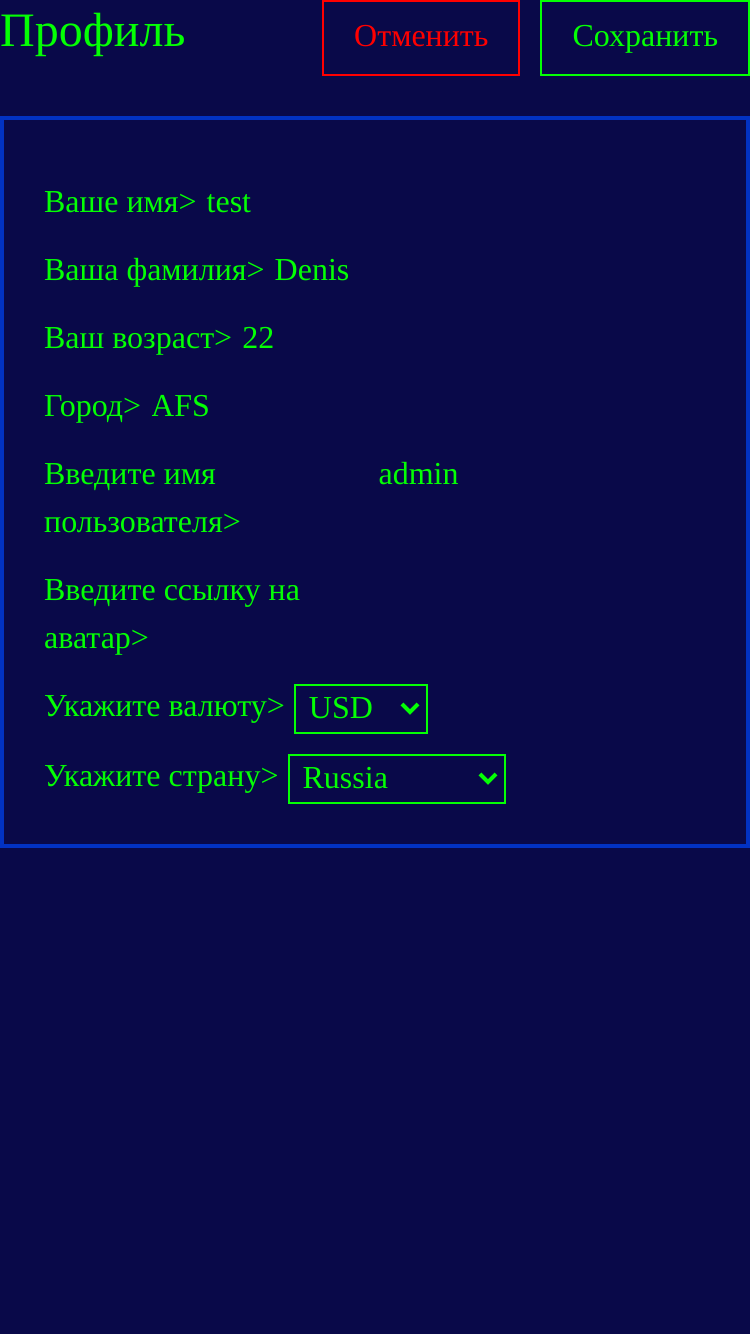 Профиль
Отменить
Сохранить
Ваше имя> test
Ваша фамилия> Denis
Ваш возраст> 22
Город> AFS
Введите имя admin
пользователя>
Введите ссылку на
аватар>
Укажите валюту> USD
Укажите страну> Russia